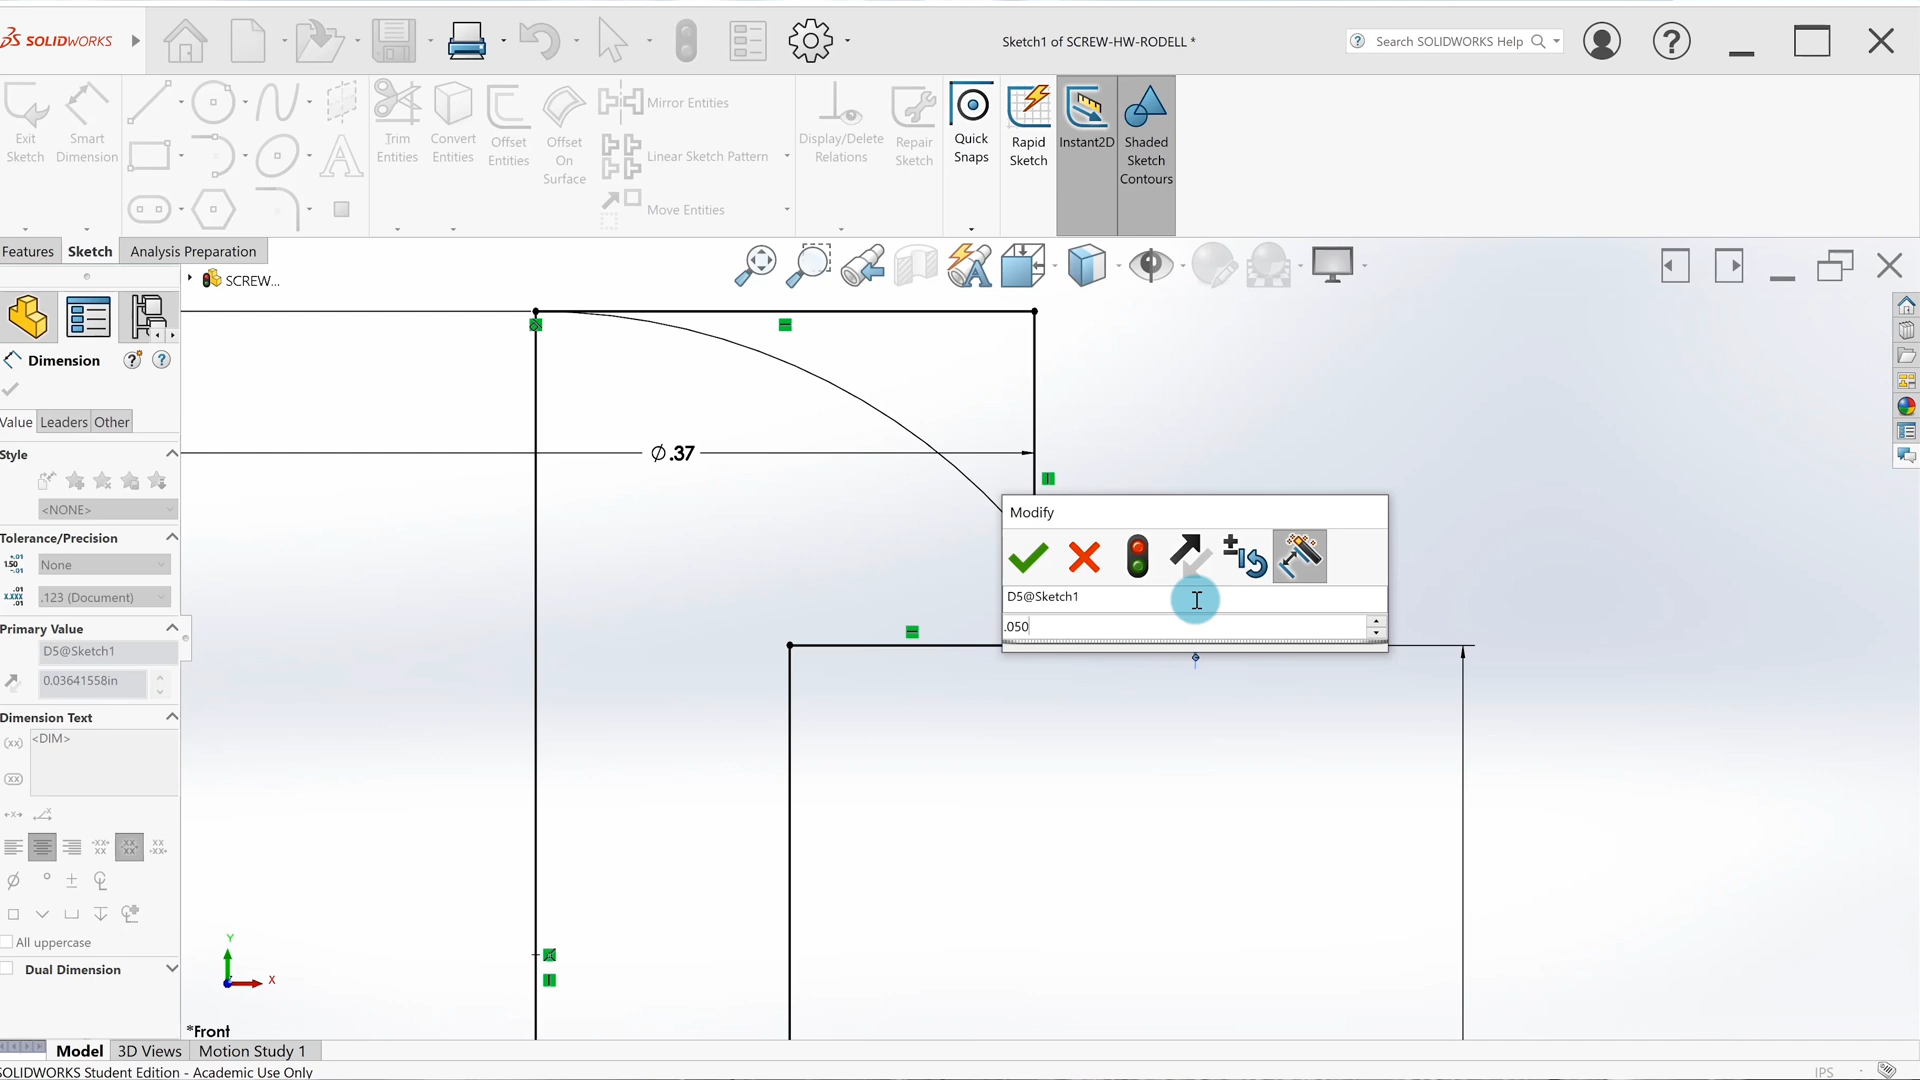 SOLIDWORKS
Sketch1 of SCREW-HW-RODELL *
Search SOLIDWORKS Help
Exit Sketch
Smart Dimension
Trim Entities
Convert Entities
Offset Entities
Offset On Surface
Mirror Entities
Linear Sketch Pattern
Move Entities
Display/Delete Relations
Repair Sketch
Quick Snaps
Rapid Sketch
Instant2D
Shaded Sketch Contours
Features
Sketch
Analysis Preparation
SCREW...
Dimension
Value
Leaders
Other
Style
<NONE>
Tolerance/Precision
None
.123 (Document)
Primary Value
D5@Sketch1
0.03641558in
Dimension Text
<DIM>
All uppercase
Dual Dimension
∅.37
Modify
D5@Sketch1
.050
Y
X
*Front
Model
3D Views
Motion Study 1
SOLIDWORKS Student Edition - Academic Use Only
IPS